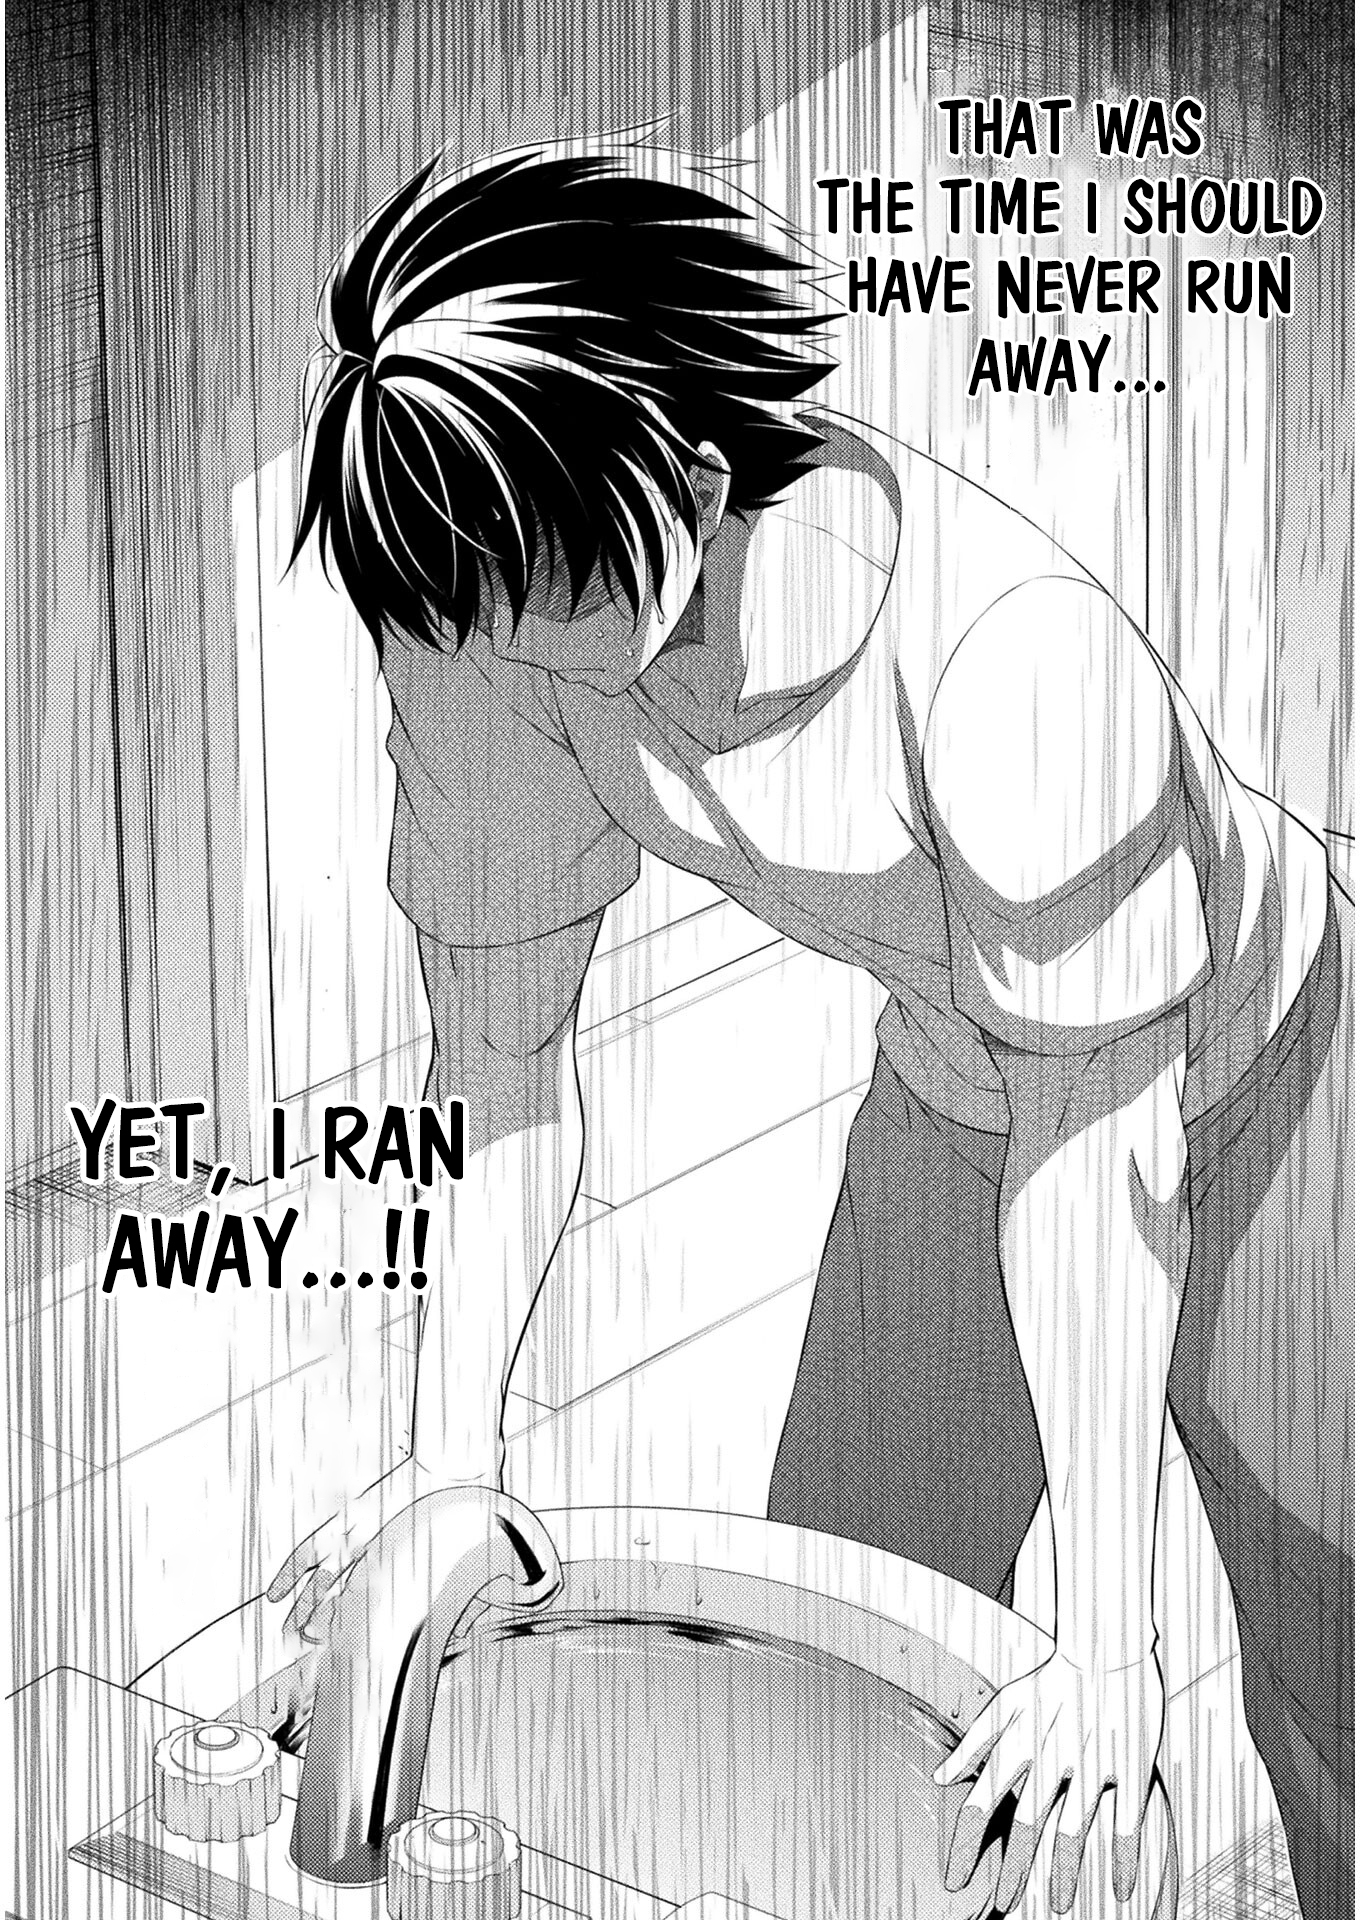 THAT WAS
THE TIME I SHOULD
HAVE NEVER RUN
AWAY...
YET, I RAN
AWAY...!!